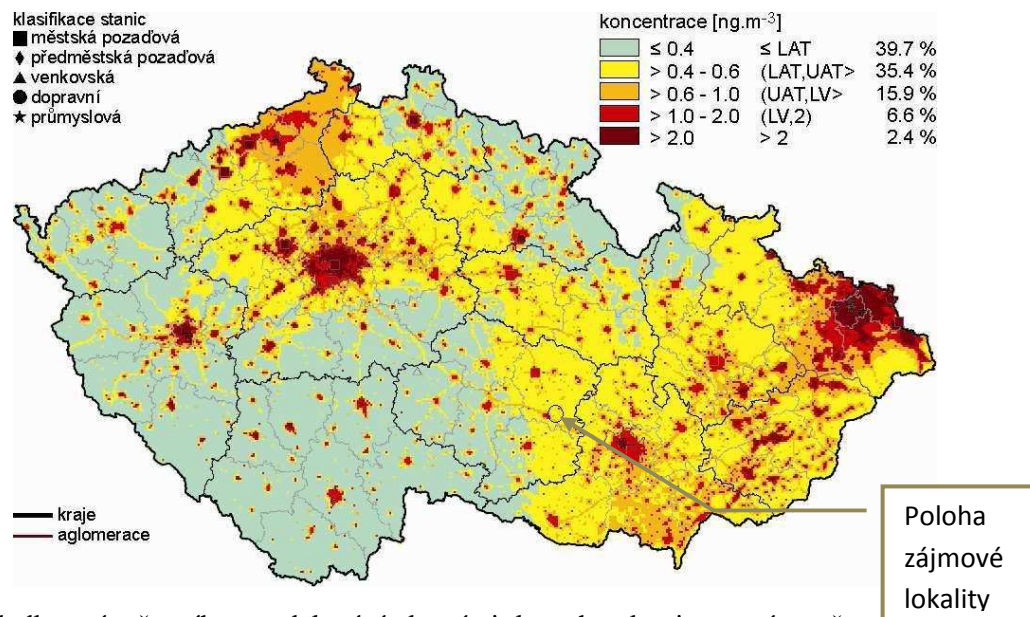 klasifikace stanic
městská pozaďová
předměstská pozaďová
venkovská
dopravní
průmyslová
koncentrace [ng.m⁻³]
≤ 0.4 ≤ LAT 39.7 %
> 0.4 - 0.6 (LAT,UAT> 35.4 %
> 0.6 - 1.0 (UAT,LV> 15.9 %
> 1.0 - 2.0 (LV,2) 6.6 %
> 2.0 > 2 2.4 %
kraje
aglomerace
Poloha
zájmové
lokality